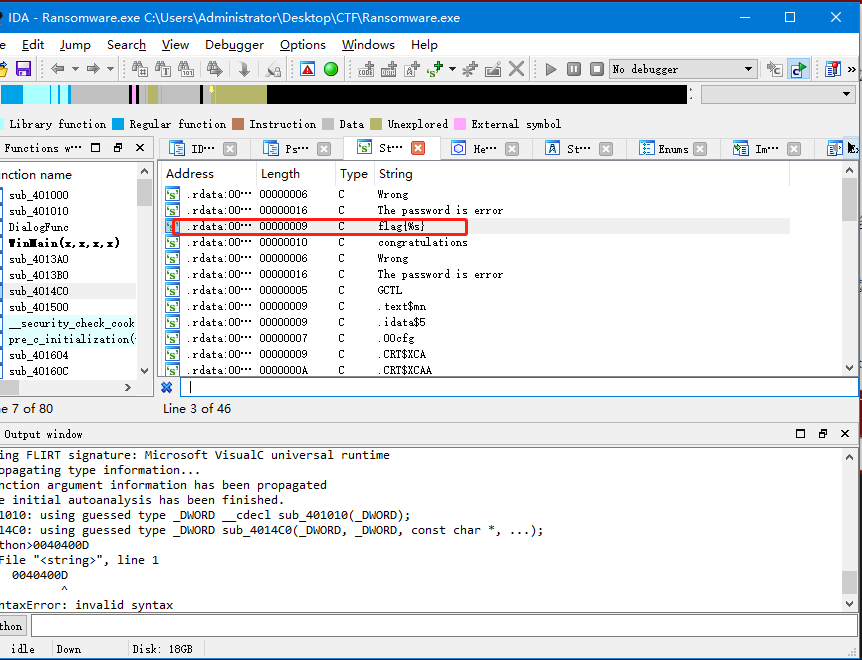 IDA - Ransomware.exe C:\Users\Administrator\Desktop\CTF\Ransomware.exe
e Edit Jump Search View Debugger Options Windows Help
No debugger
Library function Regular function Instruction Data Unexplored External symbol
Functions w··· ID··· Ps··· St··· He··· St··· Enums Im···
nction name
sub_401000
sub_401010
DialogFunc
WinMain(x,x,x,x)
sub_4013A0
sub_4013B0
sub_4014C0
sub_401500
__security_check_cook
pre_c_initialization(
sub_401604
sub_40160C
e 7 of 80
Address Length Type String
.rdata:00··· 00000006 C Wrong
.rdata:00··· 00000016 C The password is error
.rdata:00··· 00000009 C flag{%s}
.rdata:00··· 00000010 C congratulations
.rdata:00··· 00000006 C Wrong
.rdata:00··· 00000016 C The password is error
.rdata:00··· 00000005 C GCTL
.rdata:00··· 00000009 C .text$mn
.rdata:00··· 00000009 C .idata$5
.rdata:00··· 00000007 C .00cfg
.rdata:00··· 00000009 C .CRT$XCA
.rdata:00··· 0000000A C .CRT$XCAA
Line 3 of 46
Output window
ing FLIRT signature: Microsoft VisualC universal runtime
opagating type information...
nction argument information has been propagated
e initial autoanalysis has been finished.
1010: using guessed type _DWORD __cdecl sub_401010(_DWORD);
14C0: using guessed type _DWORD sub_4014C0(_DWORD, _DWORD, const char *, ...);
thon>0040400D
File "<string>", line 1
0040400D
^
ntaxError: invalid syntax
thon
idle Down Disk: 18GB